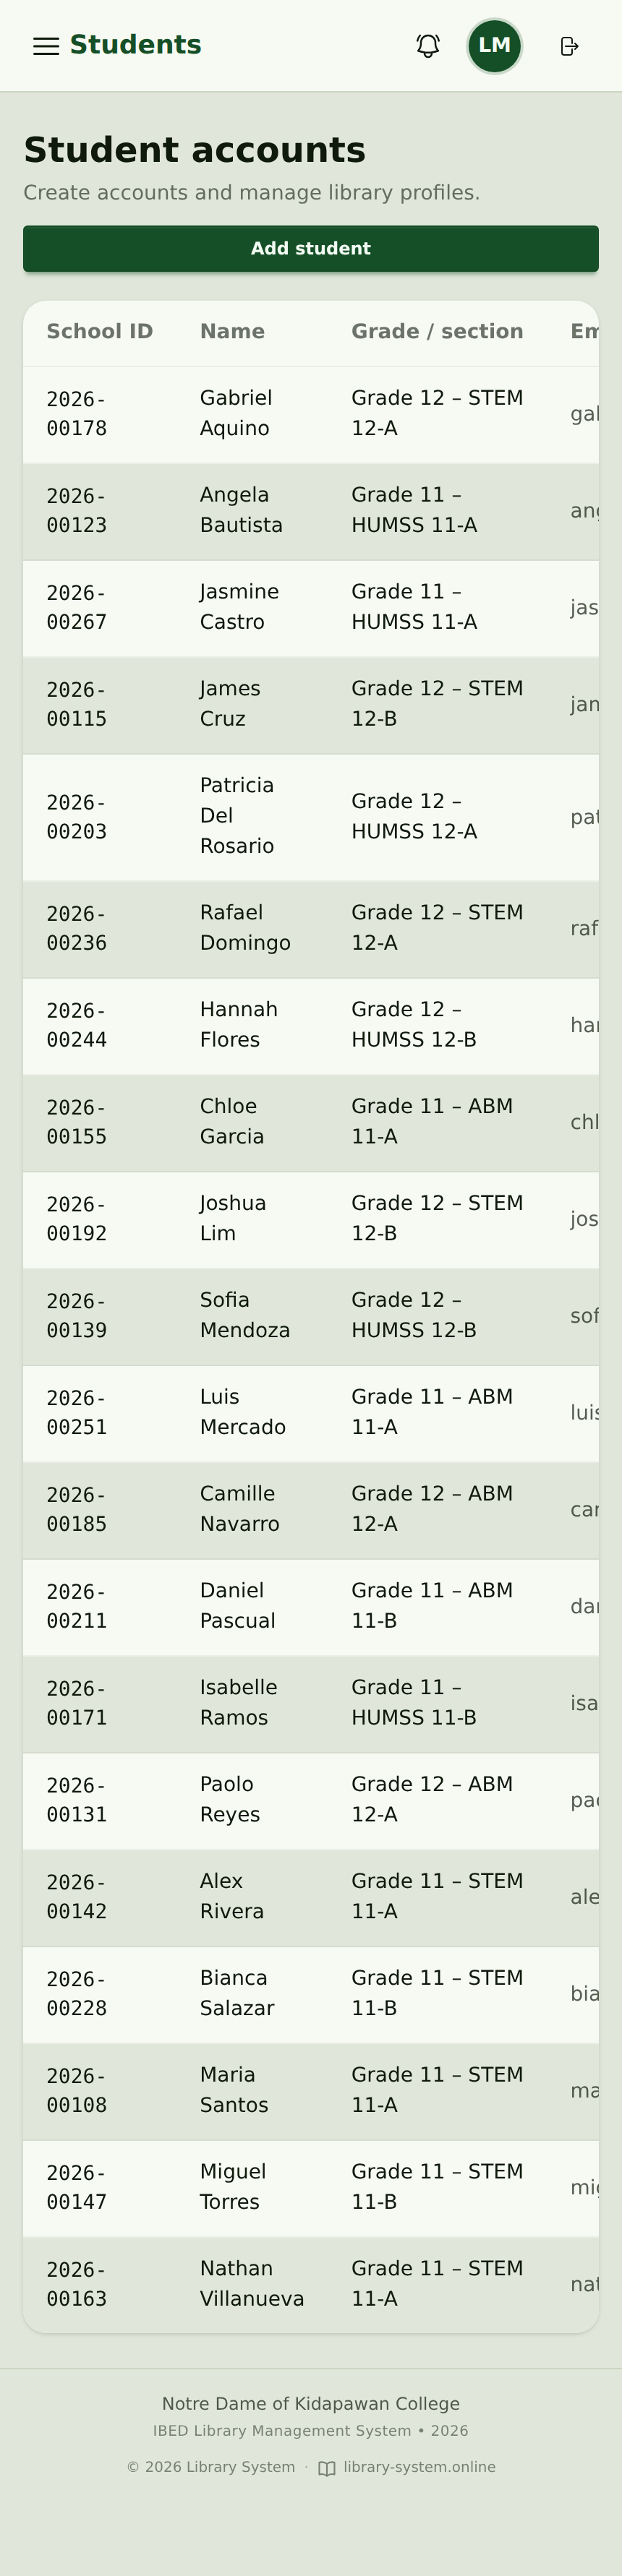 Students
LM
Student accounts
Create accounts and manage library profiles.
Add student
School ID Name Grade / section
2026-
00178
Gabriel
Aquino
Grade 12 – STEM
12-A
2026-
00123
Angela
Bautista
Grade 11 –
HUMSS 11-A
2026-
00267
Jasmine
Castro
Grade 11 –
HUMSS 11-A
2026-
00115
James
Cruz
Grade 12 – STEM
12-B
2026-
00203
Patricia
Del
Rosario
Grade 12 –
HUMSS 12-A
2026-
00236
Rafael
Domingo
Grade 12 – STEM
12-A
2026-
00244
Hannah
Flores
Grade 12 –
HUMSS 12-B
2026-
00155
Chloe
Garcia
Grade 11 – ABM
11-A
2026-
00192
Joshua
Lim
Grade 12 – STEM
12-B
2026-
00139
Sofia
Mendoza
Grade 12 –
HUMSS 12-B
2026-
00251
Luis
Mercado
Grade 11 – ABM
11-A
2026-
00185
Camille
Navarro
Grade 12 – ABM
12-A
2026-
00211
Daniel
Pascual
Grade 11 – ABM
11-B
2026-
00171
Isabelle
Ramos
Grade 11 –
HUMSS 11-B
2026-
00131
Paolo
Reyes
Grade 12 – ABM
12-A
2026-
00142
Alex
Rivera
Grade 11 – STEM
11-A
2026-
00228
Bianca
Salazar
Grade 11 – STEM
11-B
2026-
00108
Maria
Santos
Grade 11 – STEM
11-A
2026-
00147
Miguel
Torres
Grade 11 – STEM
11-B
2026-
00163
Nathan
Villanueva
Grade 11 – STEM
11-A
Notre Dame of Kidapawan College
IBED Library Management System • 2026
© 2026 Library System · library-system.online